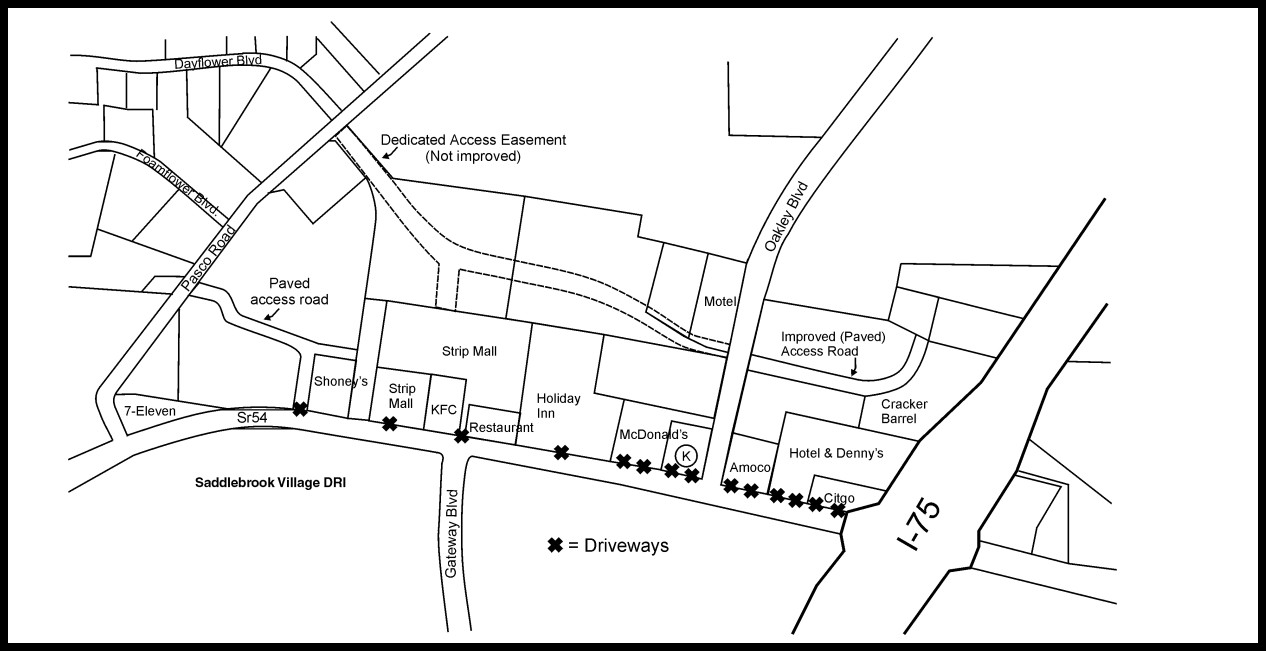 Dayflower Blvd
Dedicated Access Easement
(Not improved)
Foamflower Blvd.
Oakley Blvd
Pasco Road
Paved
access road
Motel
Improved (Paved)
Access Road
Strip Mall
Shoney's
Strip
Mall
KFC
Holiday
Inn
Cracker
Barrel
7-Eleven
Sr54
Restaurant
McDonald's
K
Hotel & Denny's
Amoco
Citgo
Saddlebrook Village DRI
Gateway Blvd
I-75
= Driveways